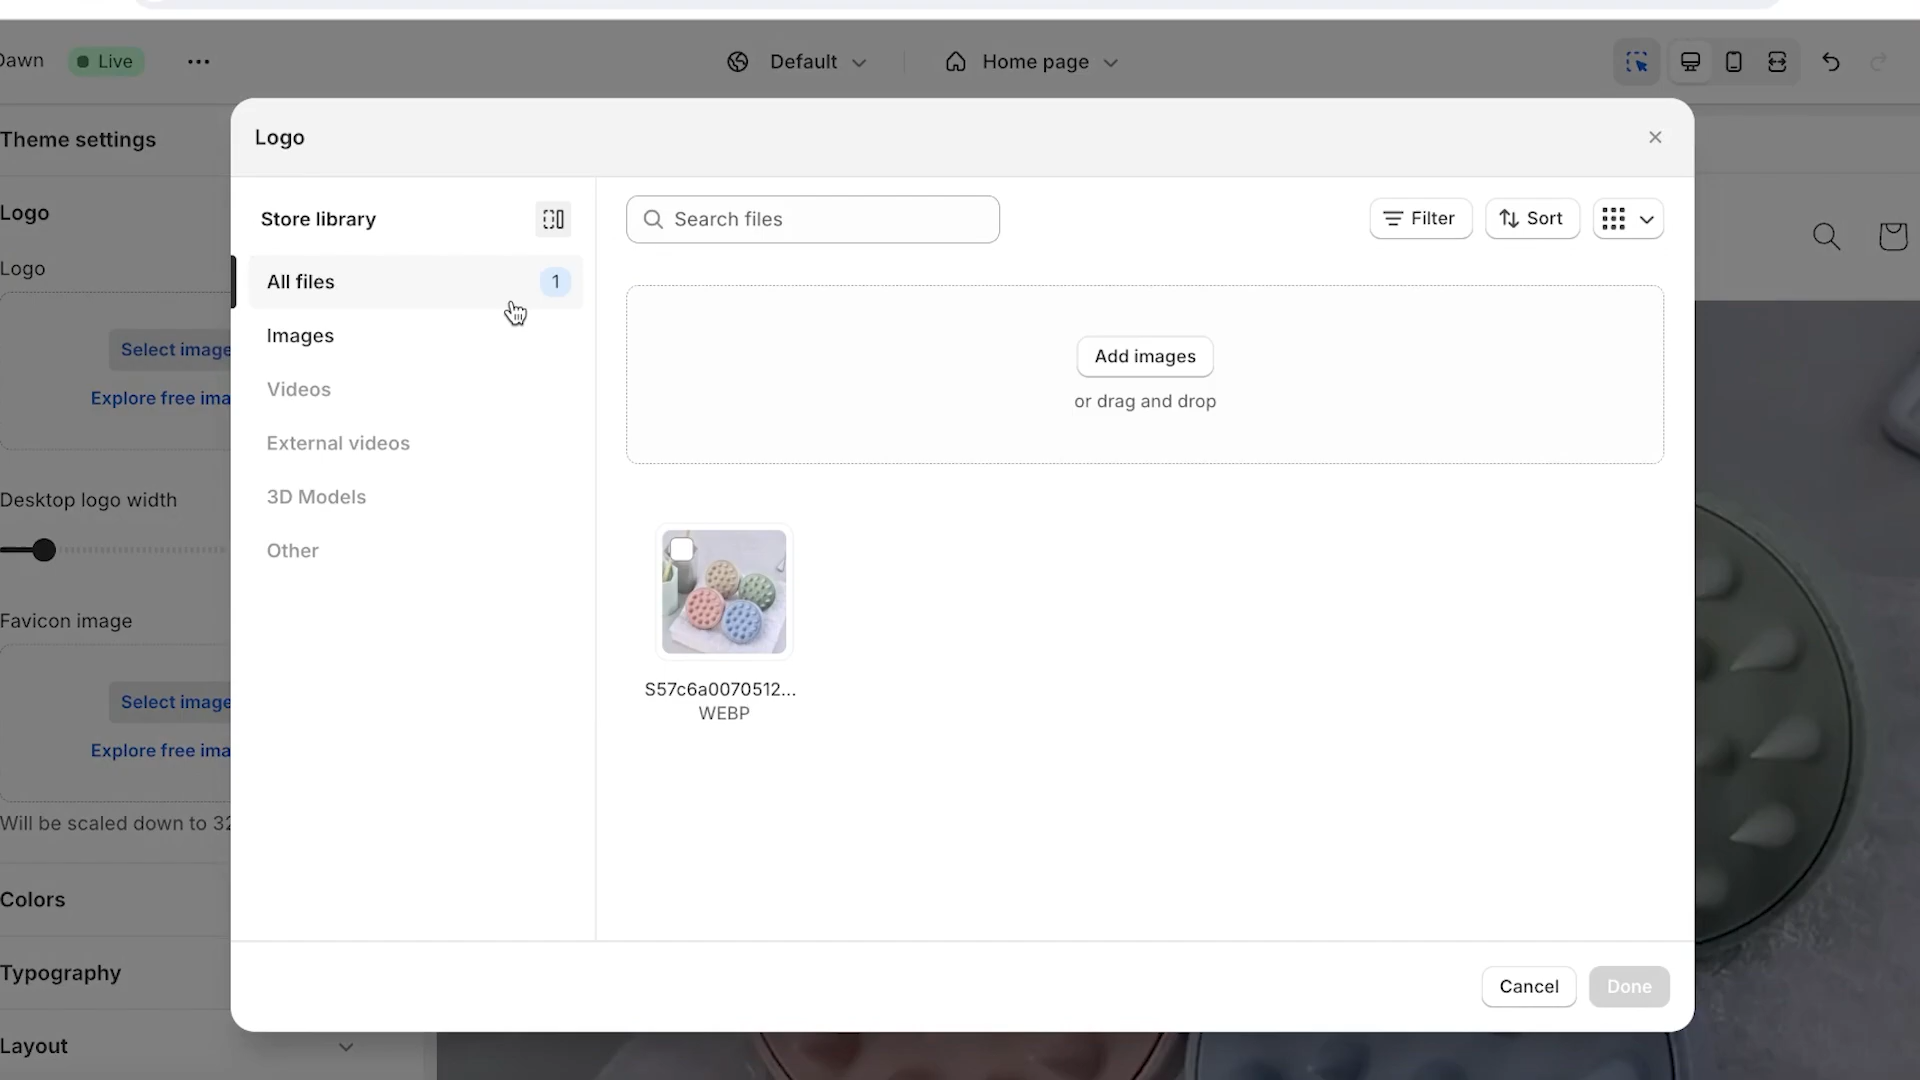 Dawn
Live
Default
Home page
Theme settings
Logo
Logo
Select image
Explore free ima
Desktop logo width
Favicon image
Select image
Explore free ima
Will be scaled down to 32
Colors
Typography
Layout
Logo
Store library
All files
1
Images
Videos
External videos
3D Models
Other
Search files
Filter
Sort
Add images
or drag and drop
S57c6a0070512...
WEBP
Cancel
Done